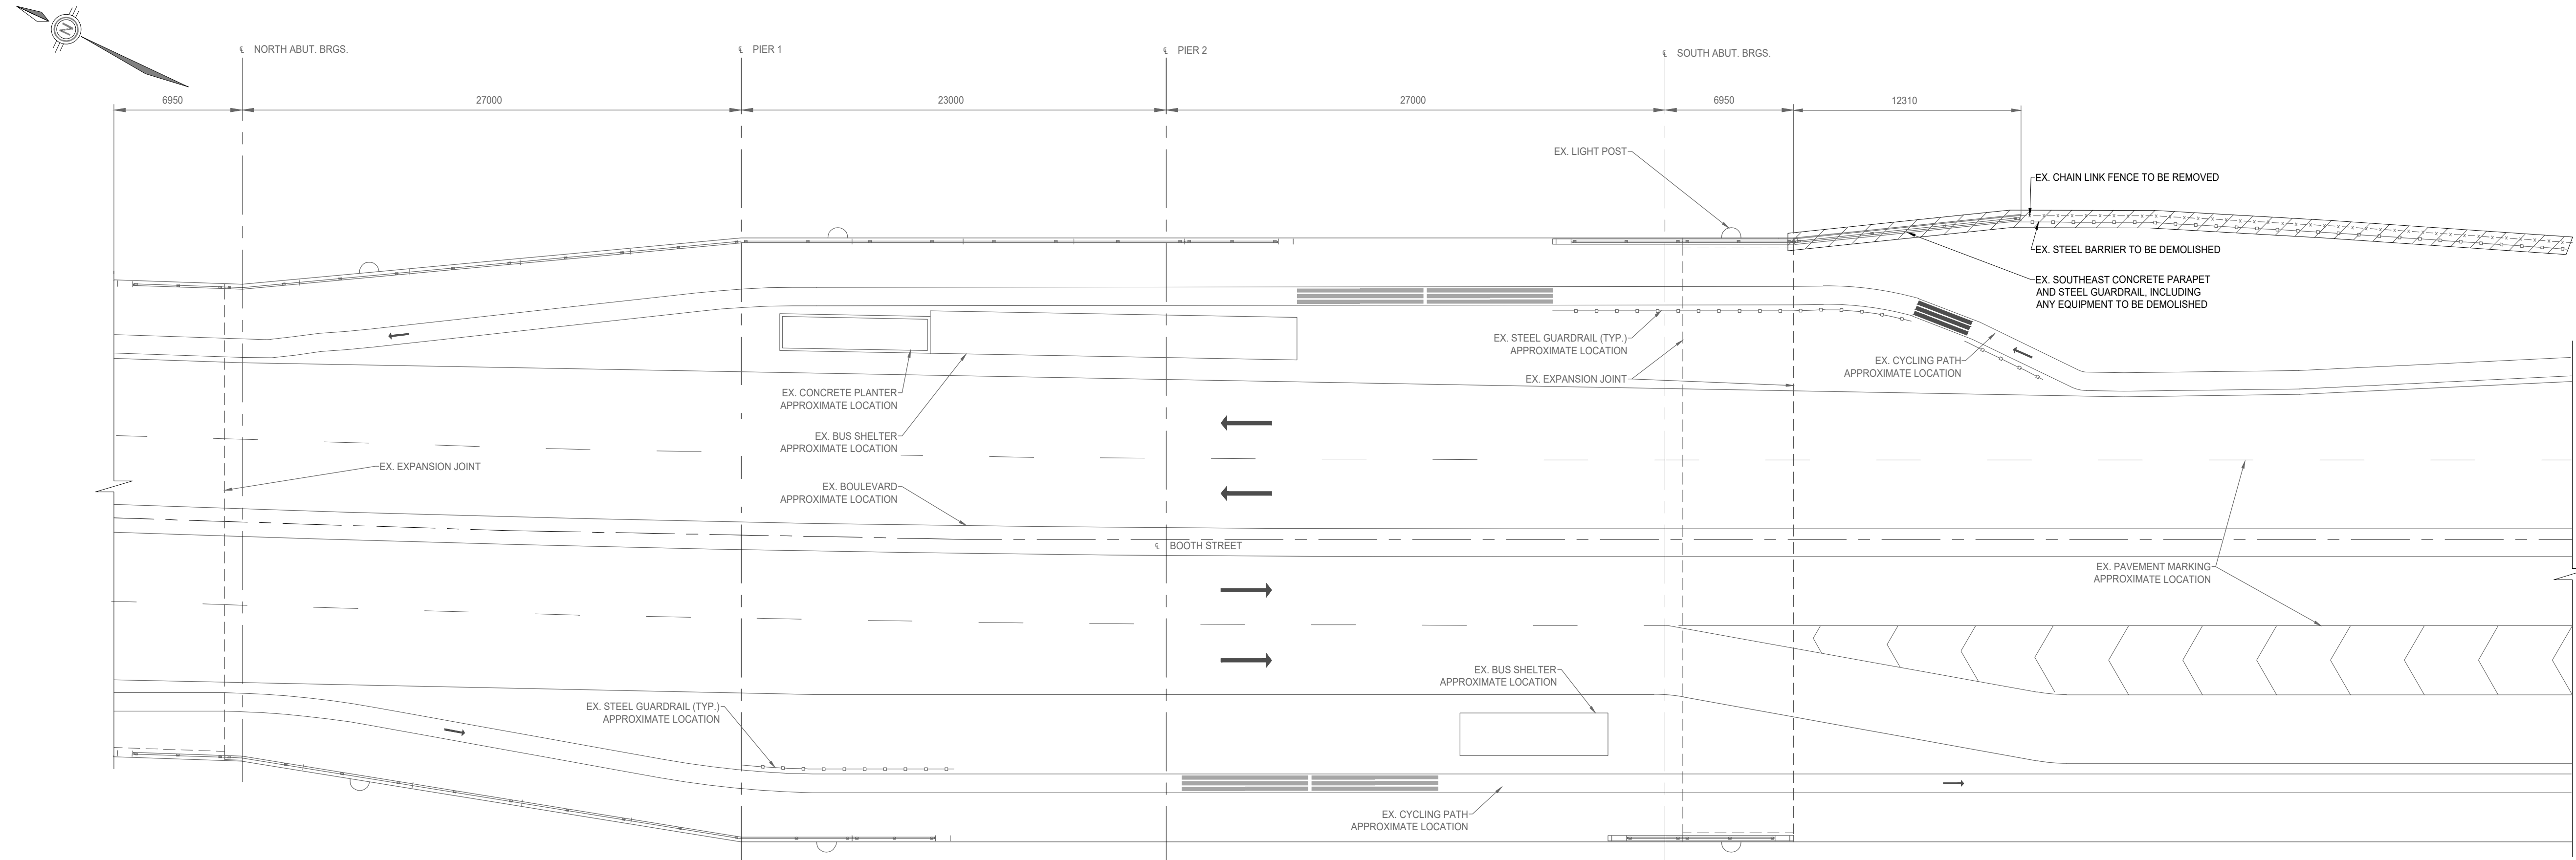 N
℄ NORTH ABUT. BRGS.
℄ PIER 1
℄ PIER 2
℄ SOUTH ABUT. BRGS.
6950
27000
23000
27000
6950
12310
EX. LIGHT POST
EX. CHAIN LINK FENCE TO BE REMOVED
EX. STEEL BARRIER TO BE DEMOLISHED
EX. SOUTHEAST CONCRETE PARAPET
AND STEEL GUARDRAIL, INCLUDING
ANY EQUIPMENT TO BE DEMOLISHED
EX. STEEL GUARDRAIL (TYP.)
APPROXIMATE LOCATION
EX. CYCLING PATH
APPROXIMATE LOCATION
EX. EXPANSION JOINT
EX. CONCRETE PLANTER
APPROXIMATE LOCATION
EX. BUS SHELTER
APPROXIMATE LOCATION
EX. EXPANSION JOINT
EX. BOULEVARD
APPROXIMATE LOCATION
℄ BOOTH STREET
EX. PAVEMENT MARKING
APPROXIMATE LOCATION
EX. BUS SHELTER
APPROXIMATE LOCATION
EX. STEEL GUARDRAIL (TYP.)
APPROXIMATE LOCATION
EX. CYCLING PATH
APPROXIMATE LOCATION